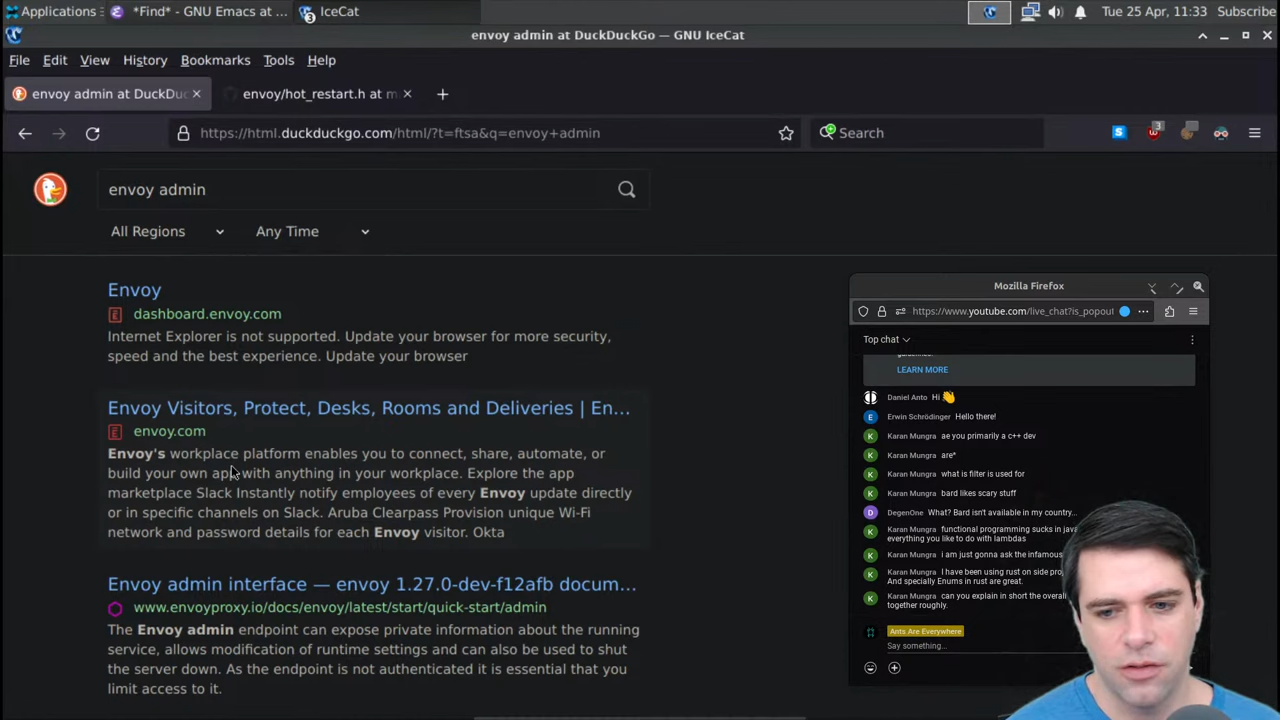 Applications
*Find* - GNU Emacs at ...
3
IceCat
Tue 25 Apr, 11:33
Subscribe
envoy admin at DuckDuckGo — GNU IceCat
File Edit View History Bookmarks Tools Help
envoy admin at DuckDuc
envoy/hot_restart.h at m
https://html.duckduckgo.com/html/?t=ftsa&q=envoy+admin
Search
3
envoy admin
All Regions
Any Time
Envoy
dashboard.envoy.com
Internet Explorer is not supported. Update your browser for more security,
speed and the best experience. Update your browser
Envoy Visitors, Protect, Desks, Rooms and Deliveries | En...
envoy.com
Envoy's workplace platform enables you to connect, share, automate, or
build your own app with anything in your workplace. Explore the app
marketplace Slack Instantly notify employees of every Envoy update directly
or in specific channels on Slack. Aruba Clearpass Provision unique Wi-Fi
network and password details for each Envoy visitor. Okta
Envoy admin interface — envoy 1.27.0-dev-f12afb docum...
www.envoyproxy.io/docs/envoy/latest/start/quick-start/admin
The Envoy admin endpoint can expose private information about the running
service, allows modification of runtime settings and can also be used to shut
the server down. As the endpoint is not authenticated it is essential that you
limit access to it.
Mozilla Firefox
https://www.youtube.com/live_chat?is_popout
Top chat
LEARN MORE
Daniel Anto Hi 👋
Erwin Schrödinger Hello there!
Karan Mungra ae you primarily a c++ dev
Karan Mungra are*
Karan Mungra what is filter is used for
Karan Mungra bard likes scary stuff
DegenOne What? Bard isn't available in my country...
Karan Mungra functional programming sucks in java
everything you like to do with lambdas
Karan Mungra i am just gonna ask the infamous
Karan Mungra I have been using rust on side pro
And specially Enums in rust are great.
Karan Mungra can you explain in short the overal
together roughly.
Ants Are Everywhere
Say something...